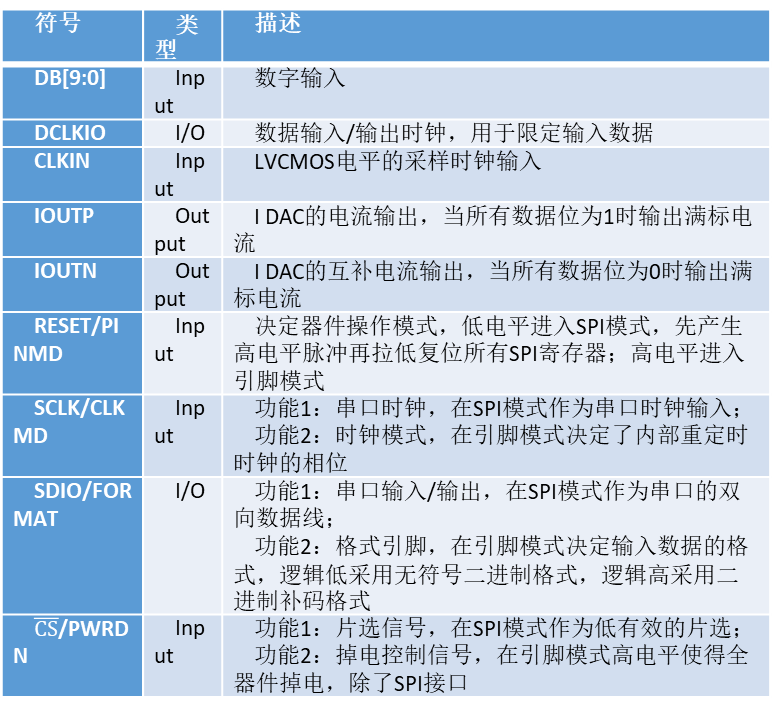 符号 类型 描述
DB[9:0] Input 数字输入
DCLKIO I/O 数据输入/输出时钟，用于限定输入数据
CLKIN Input LVCMOS电平的采样时钟输入
IOUTP Output I DAC的电流输出，当所有数据位为1时输出满标电
流
IOUTN Output I DAC的互补电流输出，当所有数据位为0时输出满
标电流
RESET/PINMD Input 决定器件操作模式，低电平进入SPI模式，先产生
高电平脉冲再拉低复位所有SPI寄存器；高电平进入
引脚模式
SCLK/CLKMD Input 功能1：串口时钟，在SPI模式作为串口时钟输入；
功能2：时钟模式，在引脚模式决定了内部重定时
时钟的相位
SDIO/FORMAT I/O 功能1：串口输入/输出，在SPI模式作为串口的双
向数据线；
功能2：格式引脚，在引脚模式决定输入数据的格
式，逻辑低采用无符号二进制格式，逻辑高采用二
进制补码格式
C̅S̅/PWRDN Input 功能1：片选信号，在SPI模式作为低有效的片选；
功能2：掉电控制信号，在引脚模式高电平使得全
器件掉电，除了SPI接口